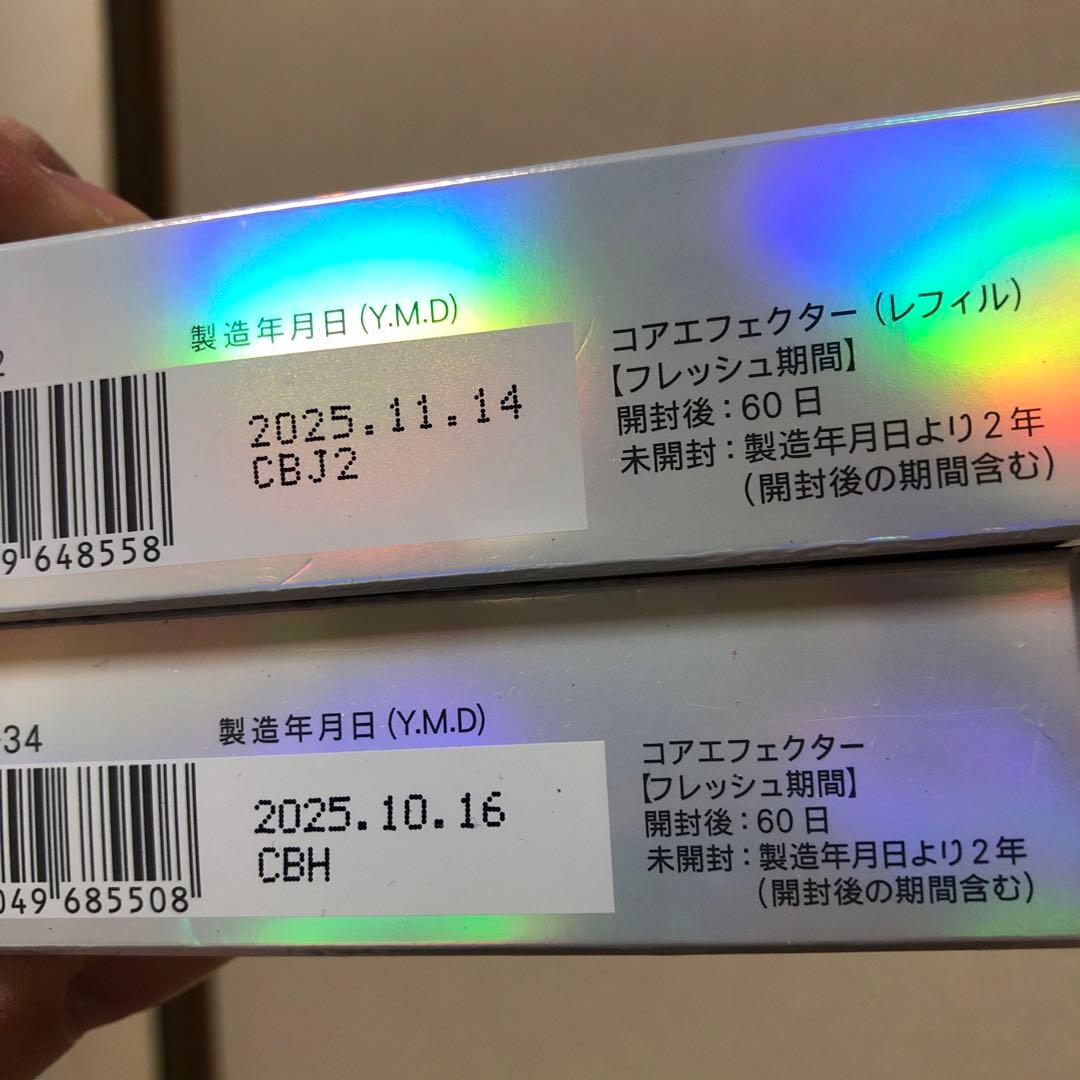 製造年月日(Y.M.D)
2025.11.14
CBJ2
9 648558
コアエフェクター(レフィル)
【フレッシュ期間】
開封後:60日
未開封:製造年月日より2年
(開封後の期間含む)
-34
製造年月日(Y.M.D)
2025.10.16
CBH
049 685508
コアエフェクター
【フレッシュ期間】
開封後:60日
未開封:製造年月日より2年
(開封後の期間含む)